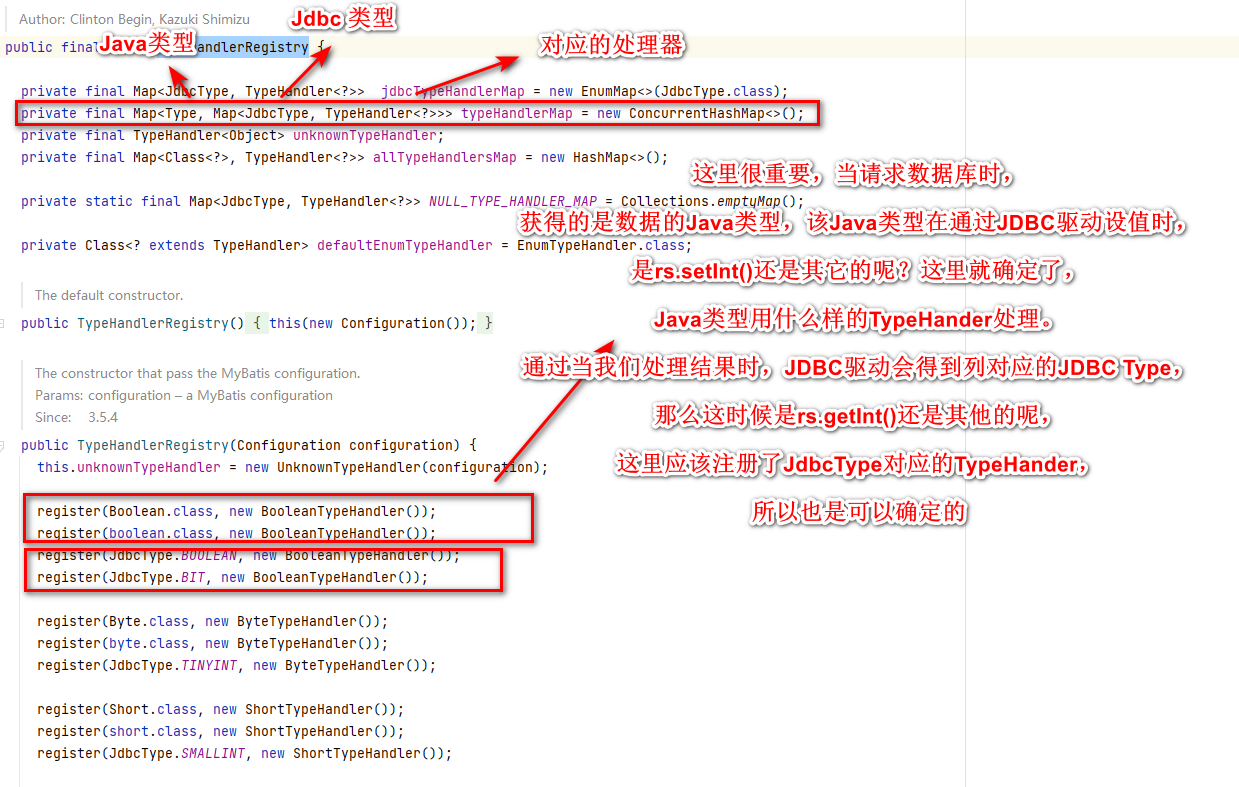 Author: Clinton Begin, Kazuki Shimizu
Jdbc 类型
public final
Java类型
andlerRegistry {
对应的处理器
private final Map<JdbcType, TypeHandler<?>> jdbcTypeHandlerMap = new EnumMap<>(JdbcType.class);
private final Map<Type, Map<JdbcType, TypeHandler<?>>> typeHandlerMap = new ConcurrentHashMap<>();
private final TypeHandler<Object> unknownTypeHandler;
private final Map<Class<?>, TypeHandler<?>> allTypeHandlersMap = new HashMap<>();
这里很重要，当请求数据库时，
private static final Map<JdbcType, TypeHandler<?>> NULL_TYPE_HANDLER_MAP = Collections.emptyMap();
获得的是数据的Java类型，该Java类型在通过JDBC驱动设值时，
private Class<? extends TypeHandler> defaultEnumTypeHandler = EnumTypeHandler.class;
是rs.setInt()还是其它的呢？这里就确定了，
The default constructor.
public TypeHandlerRegistry() { this(new Configuration()); }
Java类型用什么样的TypeHander处理。
通过当我们处理结果时，JDBC驱动会得到列对应的JDBC Type，
The constructor that pass the MyBatis configuration.
Params: configuration – a MyBatis configuration
Since: 3.5.4
那么这时候是rs.getInt()还是其他的呢，
public TypeHandlerRegistry(Configuration configuration) {
this.unknownTypeHandler = new UnknownTypeHandler(configuration);
这里应该注册了JdbcType对应的TypeHander，
所以也是可以确定的
register(Boolean.class, new BooleanTypeHandler());
register(boolean.class, new BooleanTypeHandler());
register(JdbcType.BOOLEAN, new BooleanTypeHandler());
register(JdbcType.BIT, new BooleanTypeHandler());
register(Byte.class, new ByteTypeHandler());
register(byte.class, new ByteTypeHandler());
register(JdbcType.TINYINT, new ByteTypeHandler());
register(Short.class, new ShortTypeHandler());
register(short.class, new ShortTypeHandler());
register(JdbcType.SMALLINT, new ShortTypeHandler());